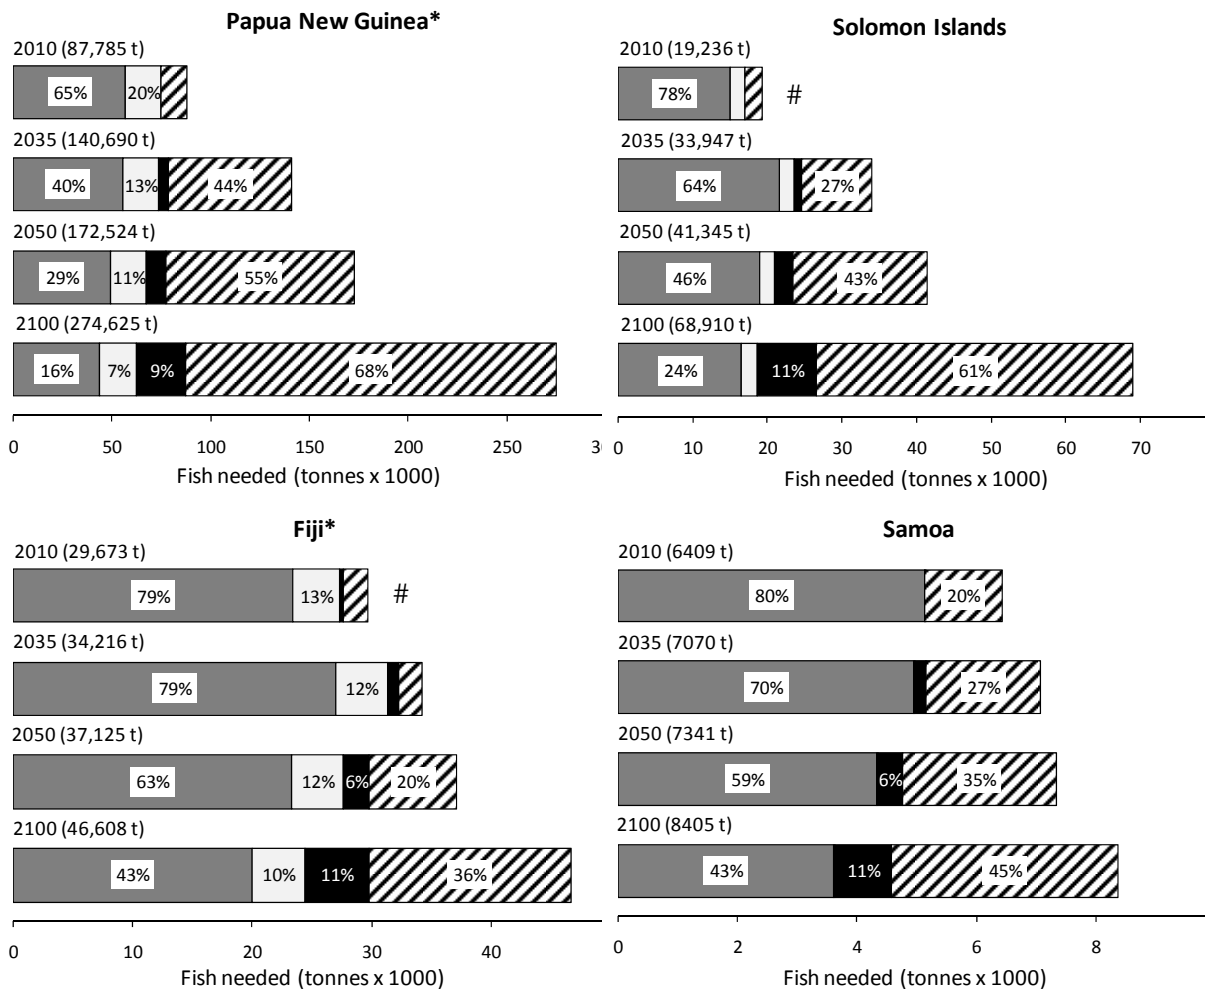 Papua New Guinea*
2010 (87,785 t)
65% 20%
2035 (140,690 t)
40% 13% 44%
2050 (172,524 t)
29% 11% 55%
2100 (274,625 t)
16% 7% 9% 68%
0 50 100 150 200 250 3
Fish needed (tonnes x 1000)
Solomon Islands
2010 (19,236 t)
78% #
2035 (33,947 t)
64% 27%
2050 (41,345 t)
46% 43%
2100 (68,910 t)
24% 11% 61%
0 10 20 30 40 50 60 70
Fish needed (tonnes x 1000)
Fiji*
2010 (29,673 t)
79% 13% #
2035 (34,216 t)
79% 12%
2050 (37,125 t)
63% 12% 6% 20%
2100 (46,608 t)
43% 10% 11% 36%
0 10 20 30 40
Fish needed (tonnes x 1000)
Samoa
2010 (6409 t)
80% 20%
2035 (7070 t)
70% 27%
2050 (7341 t)
59% 6% 35%
2100 (8405 t)
43% 11% 45%
0 2 4 6 8
Fish needed (tonnes x 1000)